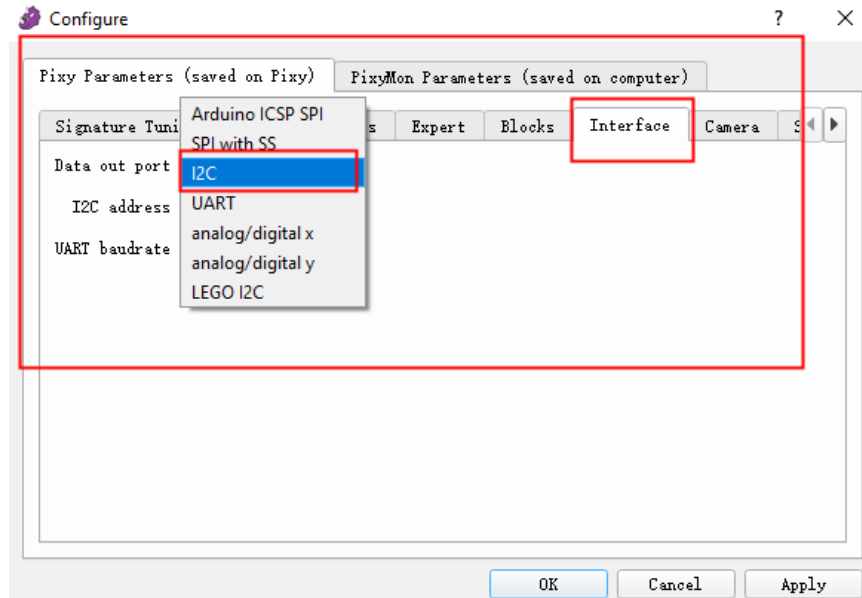 Configure
?
Pixy Parameters (saved on Pixy) PixyMon Parameters (saved on computer)
Signature Tuni s Expert Blocks Interface Camera S
Data out port
I2C address
UART baudrate
Arduino ICSP SPI
SPI with SS
I2C
UART
analog/digital x
analog/digital y
LEGO I2C
OK Cancel Apply